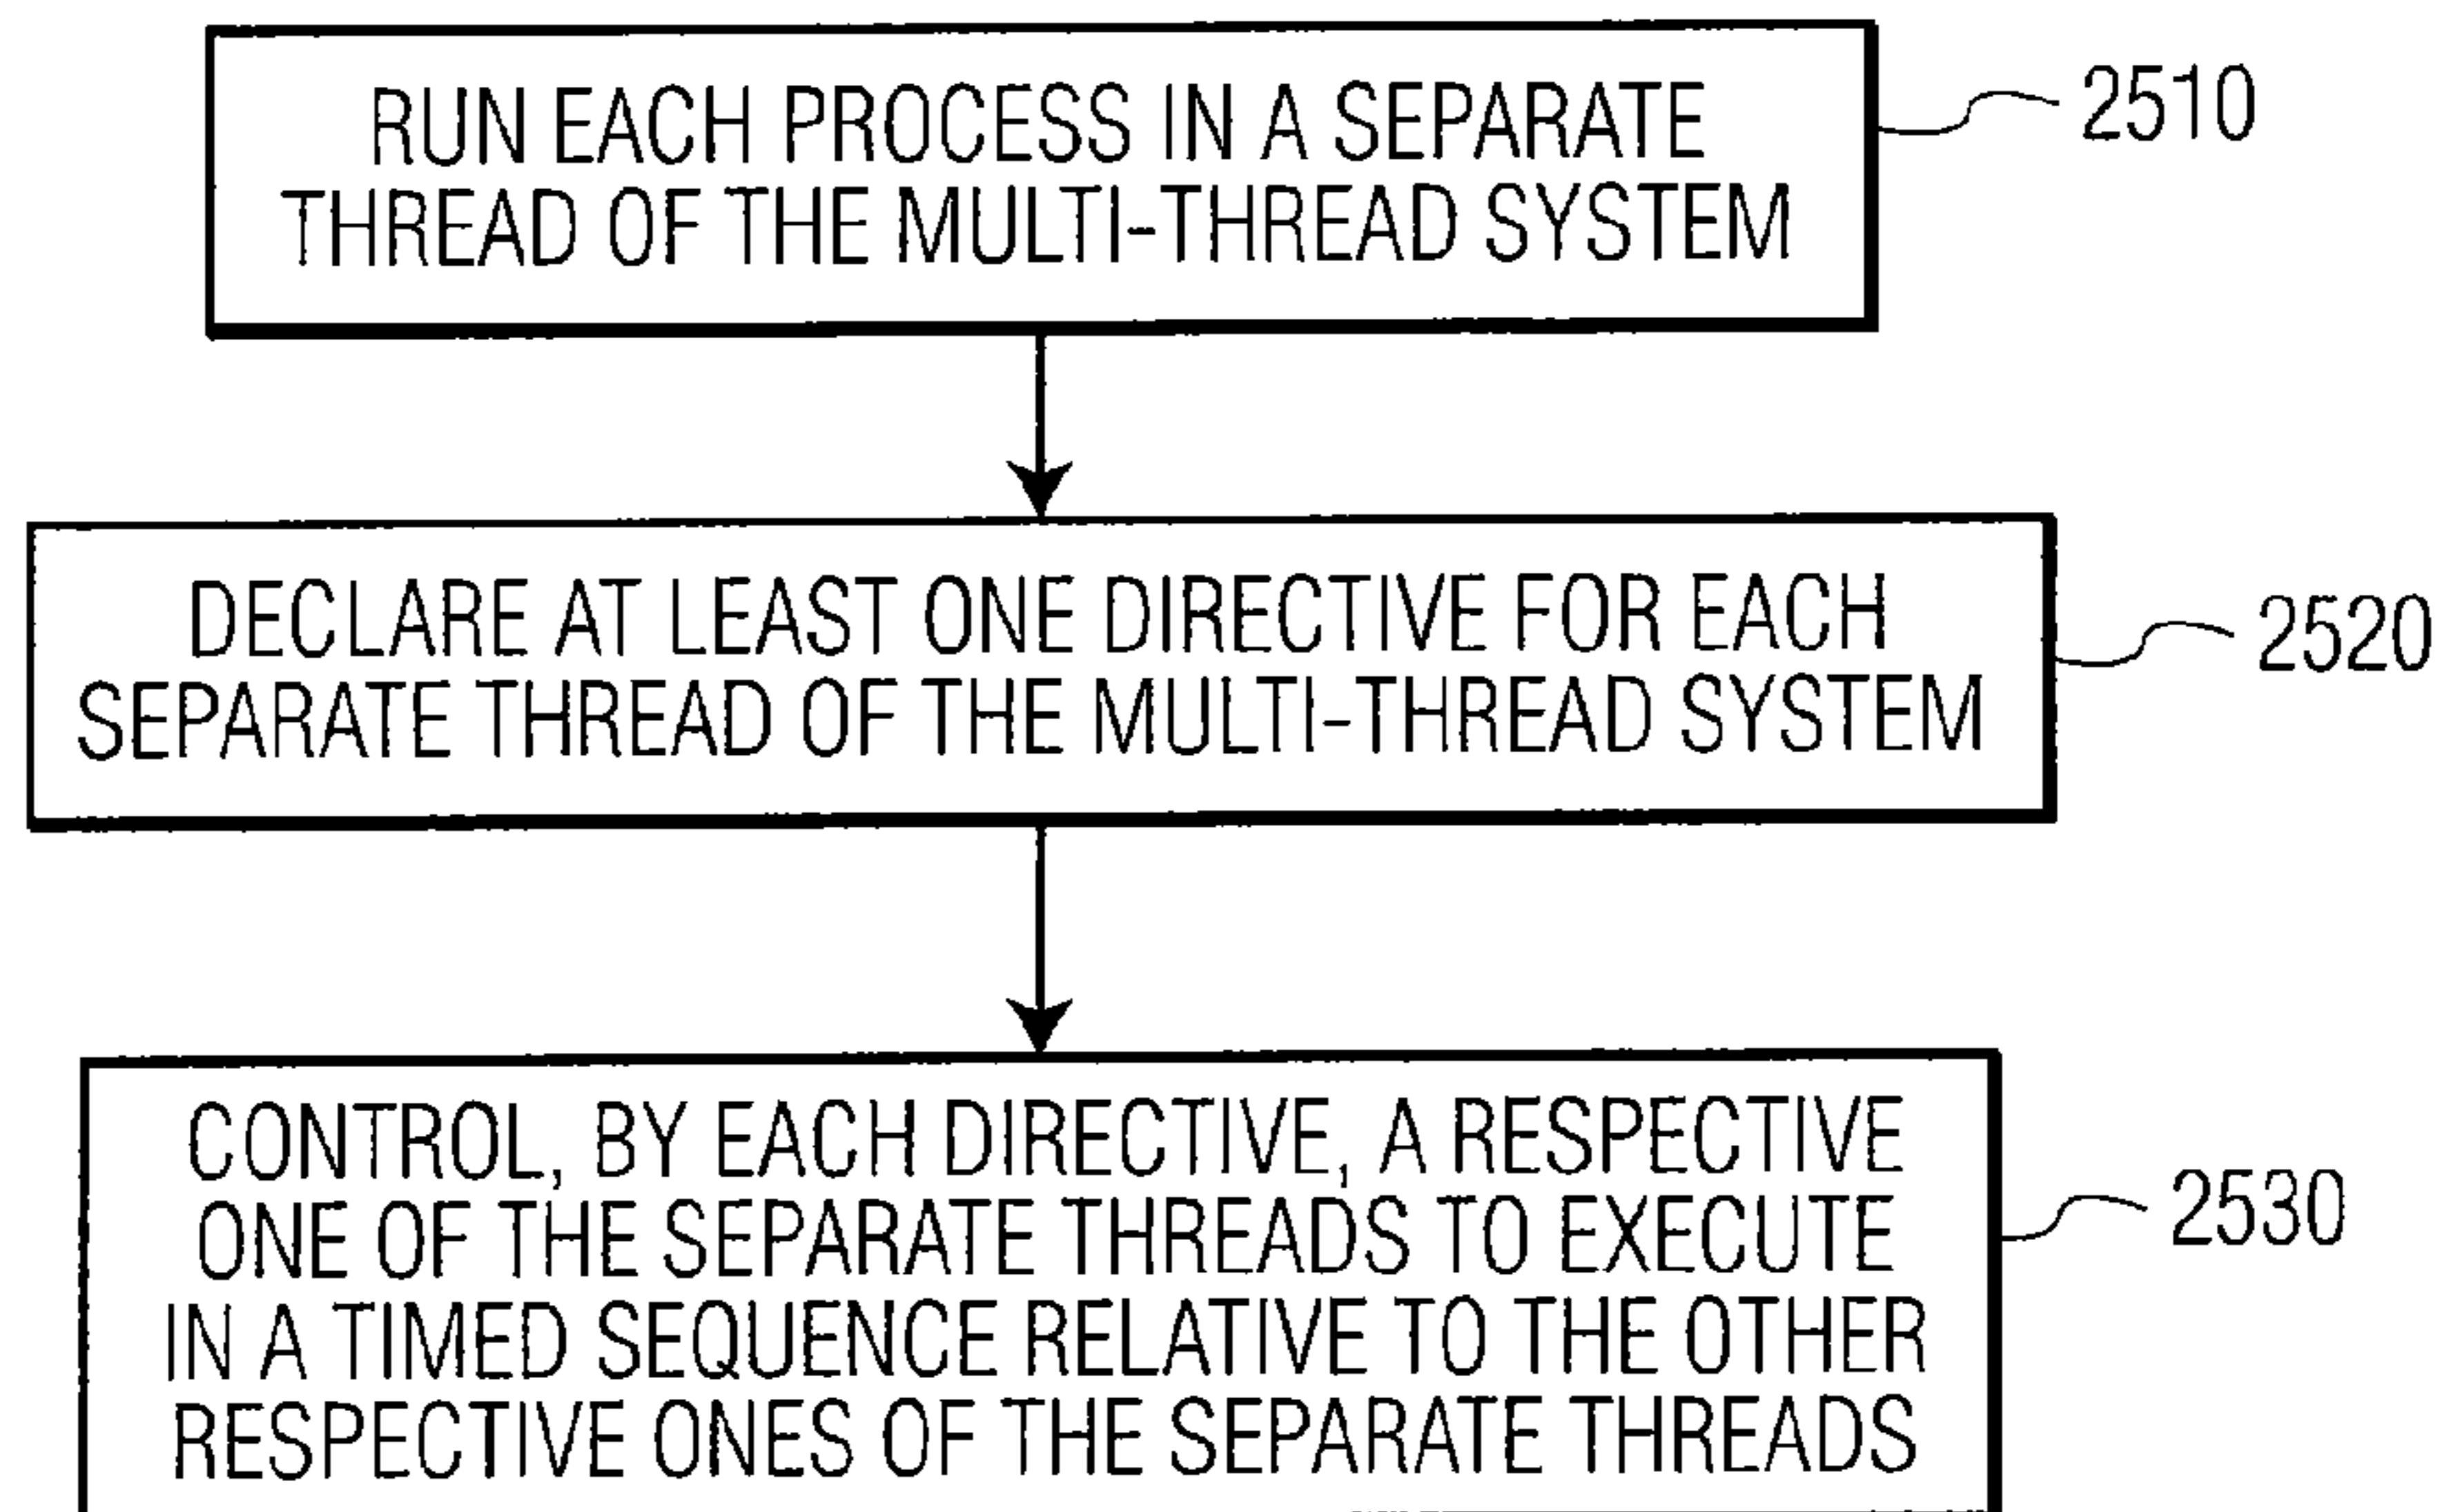 RUN EACH PROCESS IN A SEPARATE
THREAD OF THE MULTI-THREAD SYSTEM
2510
DECLARE AT LEAST ONE DIRECTIVE FOR EACH
SEPARATE THREAD OF THE MULTI-THREAD SYSTEM
2520
CONTROL, BY EACH DIRECTIVE, A RESPECTIVE
ONE OF THE SEPARATE THREADS TO EXECUTE
IN A TIMED SEQUENCE RELATIVE TO THE OTHER
RESPECTIVE ONES OF THE SEPARATE THREADS
2530